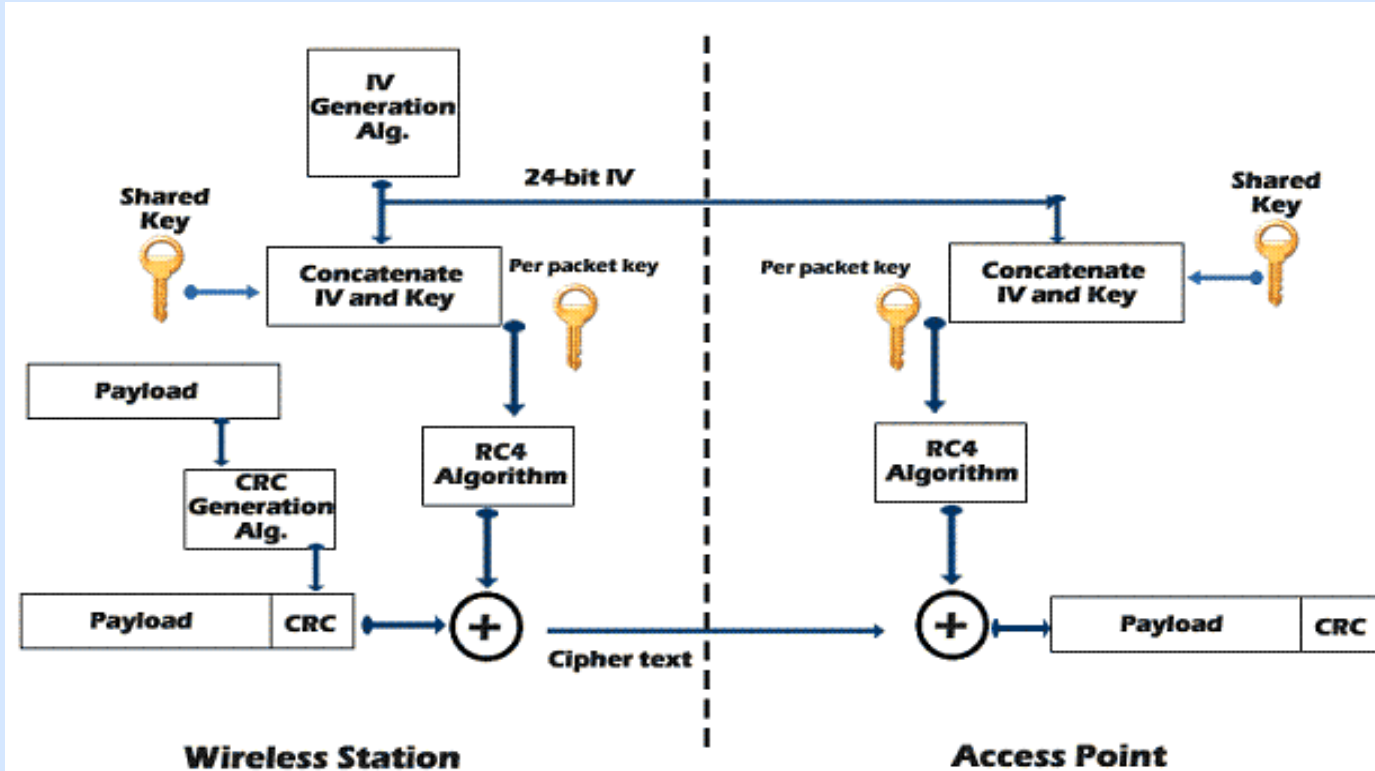 IV
Generation
Alg.
24-bit IV
Shared
Key
Shared
Key
Concatenate
IV and Key
Per packet key
Per packet key
Concatenate
IV and Key
Payload
RC4
Algorithm
RC4
Algorithm
CRC
Generation
Alg.
Payload
CRC
+
+
Payload
CRC
Cipher text
Wireless Station
Access Point